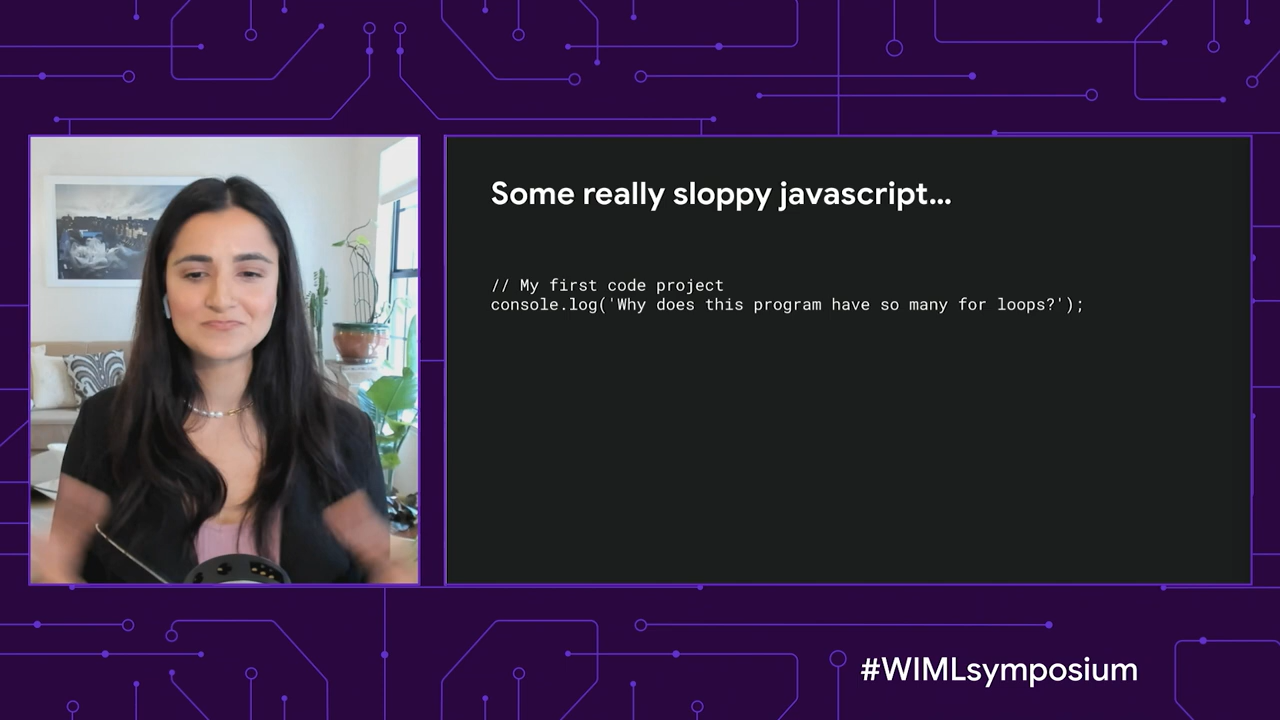 Some really sloppy javascript...
// My first code project
console.log('Why does this program have so many for loops?');
#WIMLsymposium